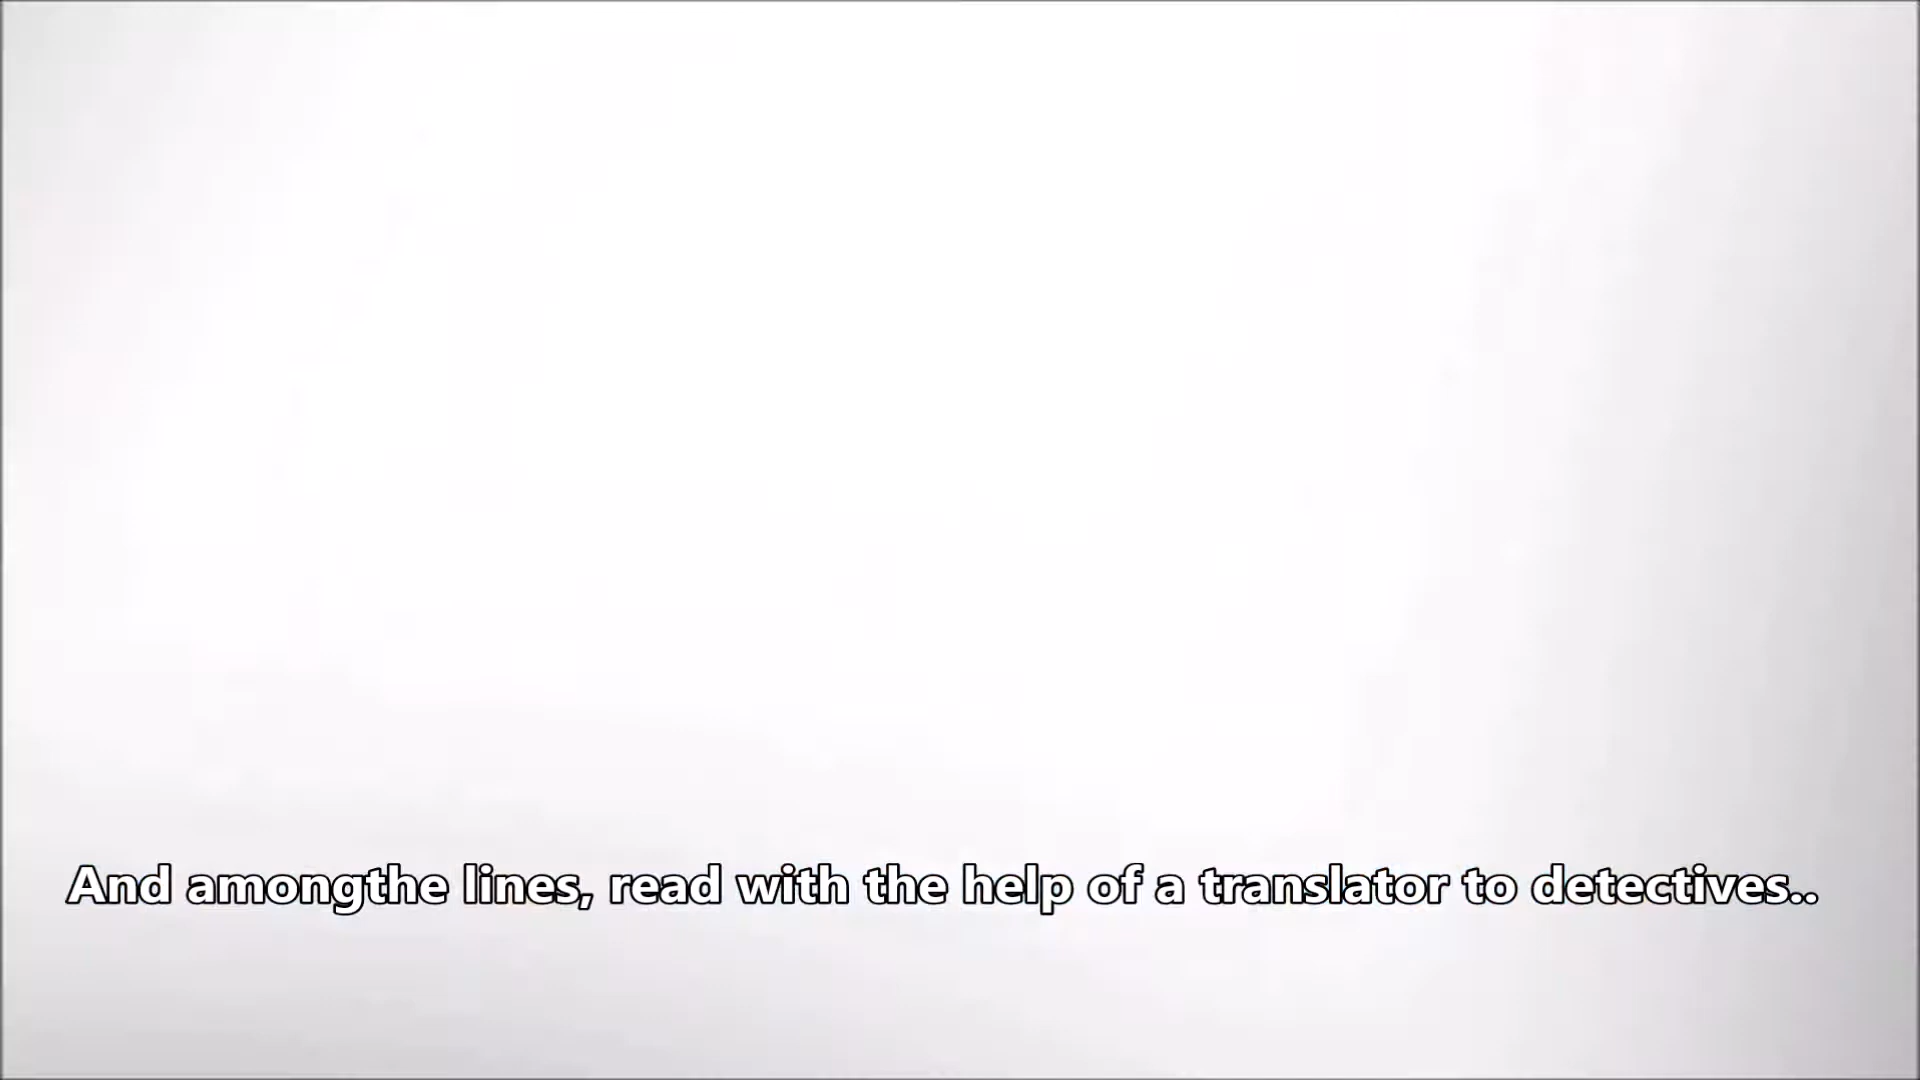 And amongthe lines, read with the help of a translator to detectives..